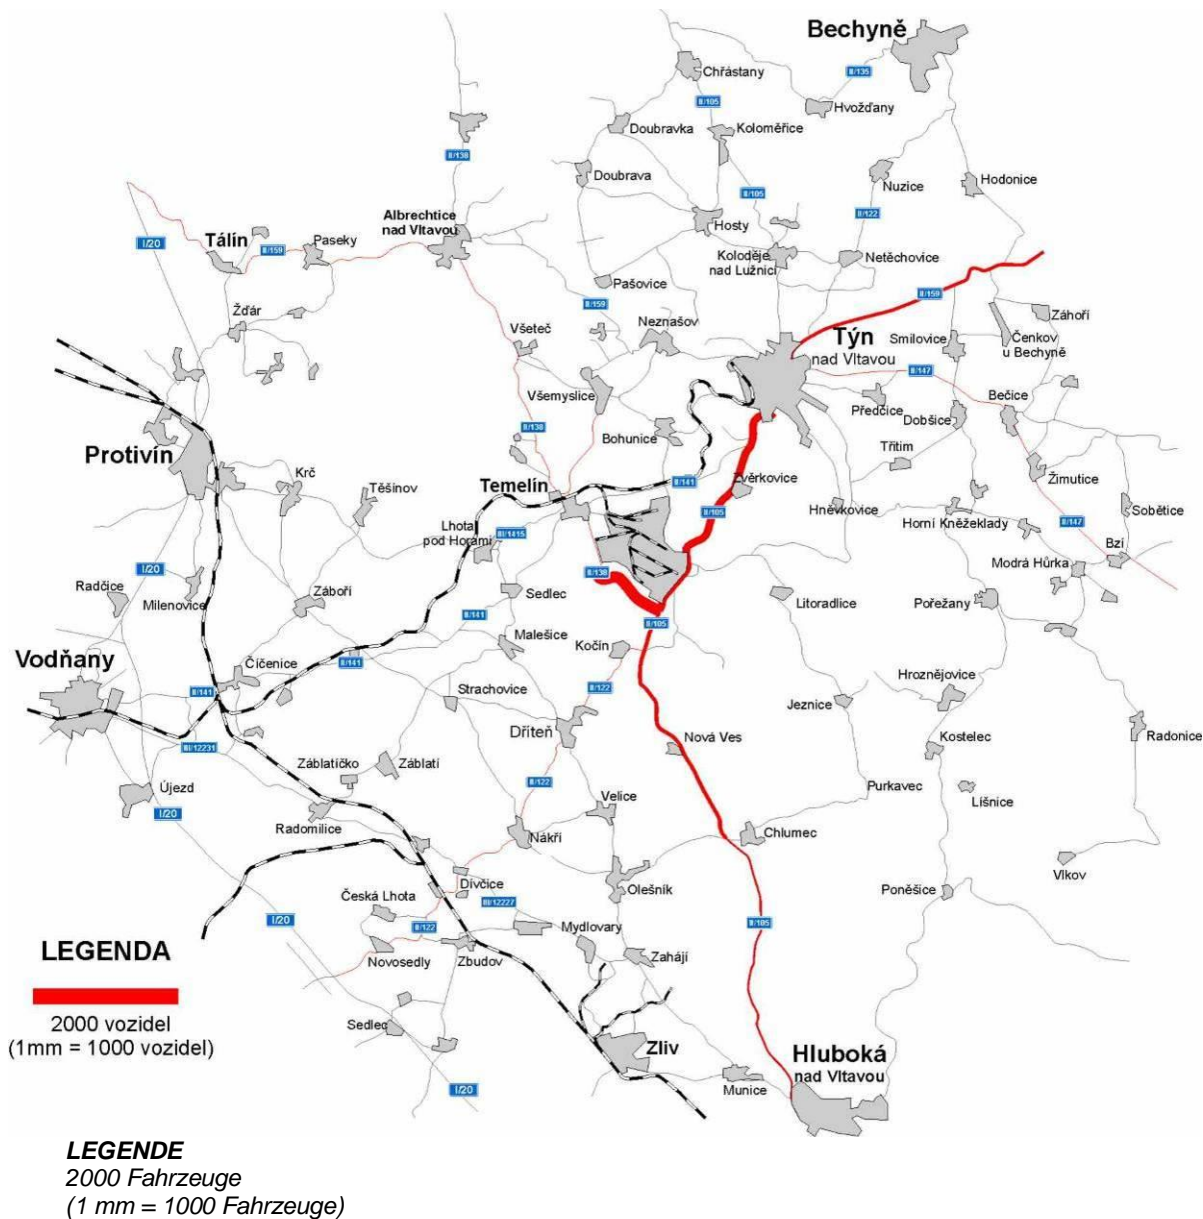 Bechyně
Chřástany
II/135
II/105
Hvožďany
Doubravka
Koloměřice
II/138
Doubrava
II/105
Nuzice
Hodonice
II/122
Albrechtice
nad Vltavou
Hosty
I/20
Tálín
II/159
Paseky
Koloděje
nad Lužnicí
Netěchovice
Pašovice
II/159
II/159
Žďár
Všeteč
Neznašov
Týn
nad Vltavou
Smilovice
Záhoří
Čenkov
u Bechyně
II/147
Všemyslice
Předčice
Dobšice
Bečice
II/138
Bohunice
Třitim
Protivín
Krč
Těšínov
Temelín
II/141
Zvěrkovice
Žimutice
II/105
Hněvkovice
Horní Kněžeklady
II/147
Sobětice
Lhota
pod Horami
II/1415
Bzí
I/20
II/138
Modrá Hůrka
Radčice
Milenovice
Záboří
Sedlec
Litoradlice
Pořežany
II/141
II/105
Malešice
Kočín
Vodňany
Číčenice
II/141
II/141
II/122
Hroznějovice
Strachovice
Jeznice
Dříteň
Nová Ves
Kostelec
Radonice
III/12231
Záblatíčko
Záblatí
II/122
Újezd
Purkavec
Líšnice
I/20
Radomilice
Velice
Nákří
Chlumec
Vlkov
Dívčice
Olešník
Poněšice
Česká Lhota
III/12227
I/20
II/122
Mydlovary
II/105
LEGENDA
Novosedly
Zbudov
Zahájí
2000 vozidel
(1mm = 1000 vozidel)
Sedlec
Zliv
Hluboká
nad Vltavou
I/20
Munice
LEGENDE
2000 Fahrzeuge
(1 mm = 1000 Fahrzeuge)